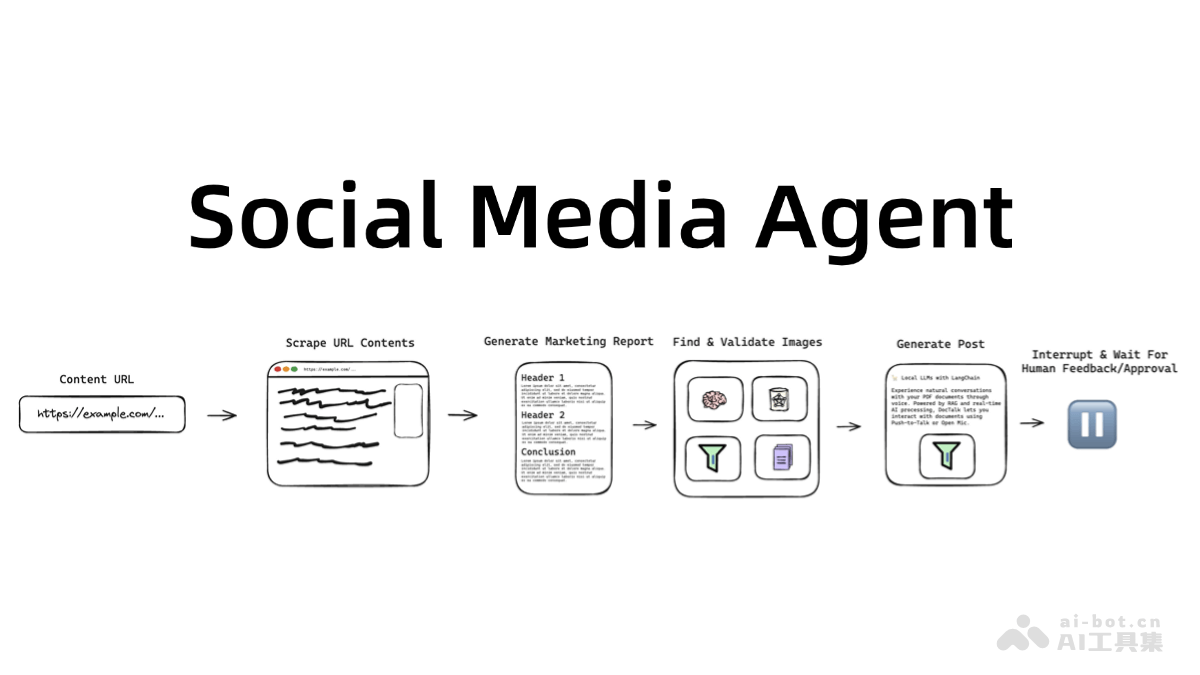 Social Media Agent
Content URL
https://example.com/...
Scrape URL Contents
https://example.com/...
Generate Marketing Report
Header 1
Header 2
Conclusion
Find & Validate Images
Generate Post
Local LLMs with LangChain
Experience natural conversations
with your PDF documents through
voice. Powered by RAG and real-time
AI processing, DocTalk lets you
interact with documents using
Push-to-Talk or Open Mic.
Interrupt & Wait For
Human Feedback/Approval
ai-bot.cn
AI工具集